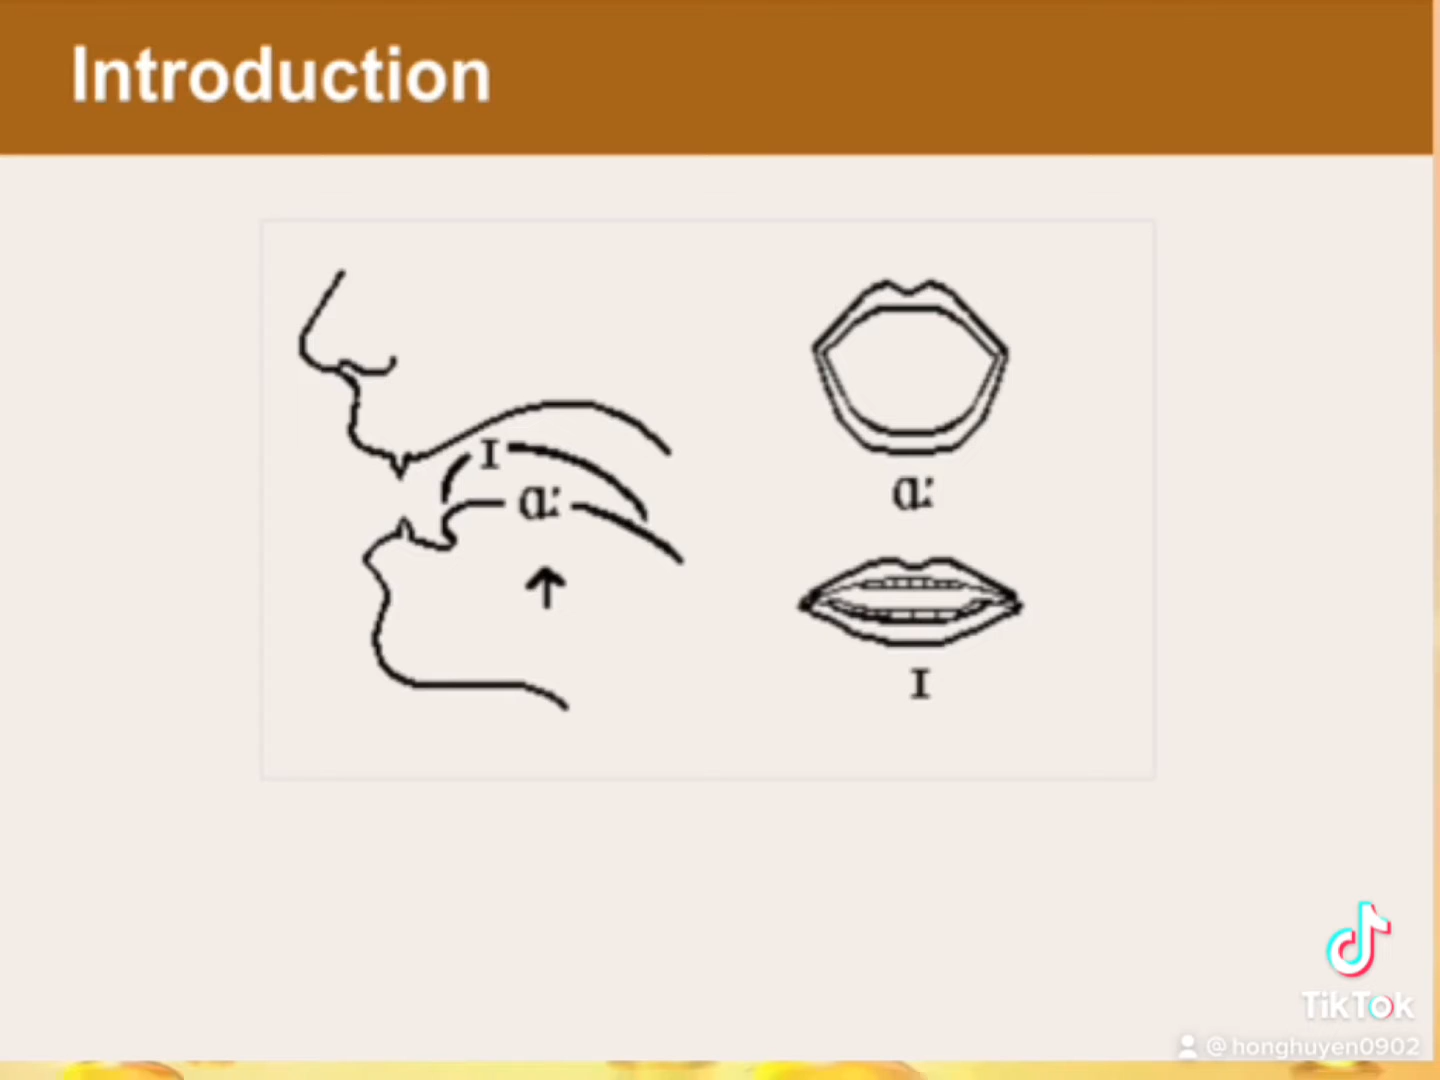 Introduction
ɪ
ɑː
ɑː
ɪ
TikTok
@honghuyen0902